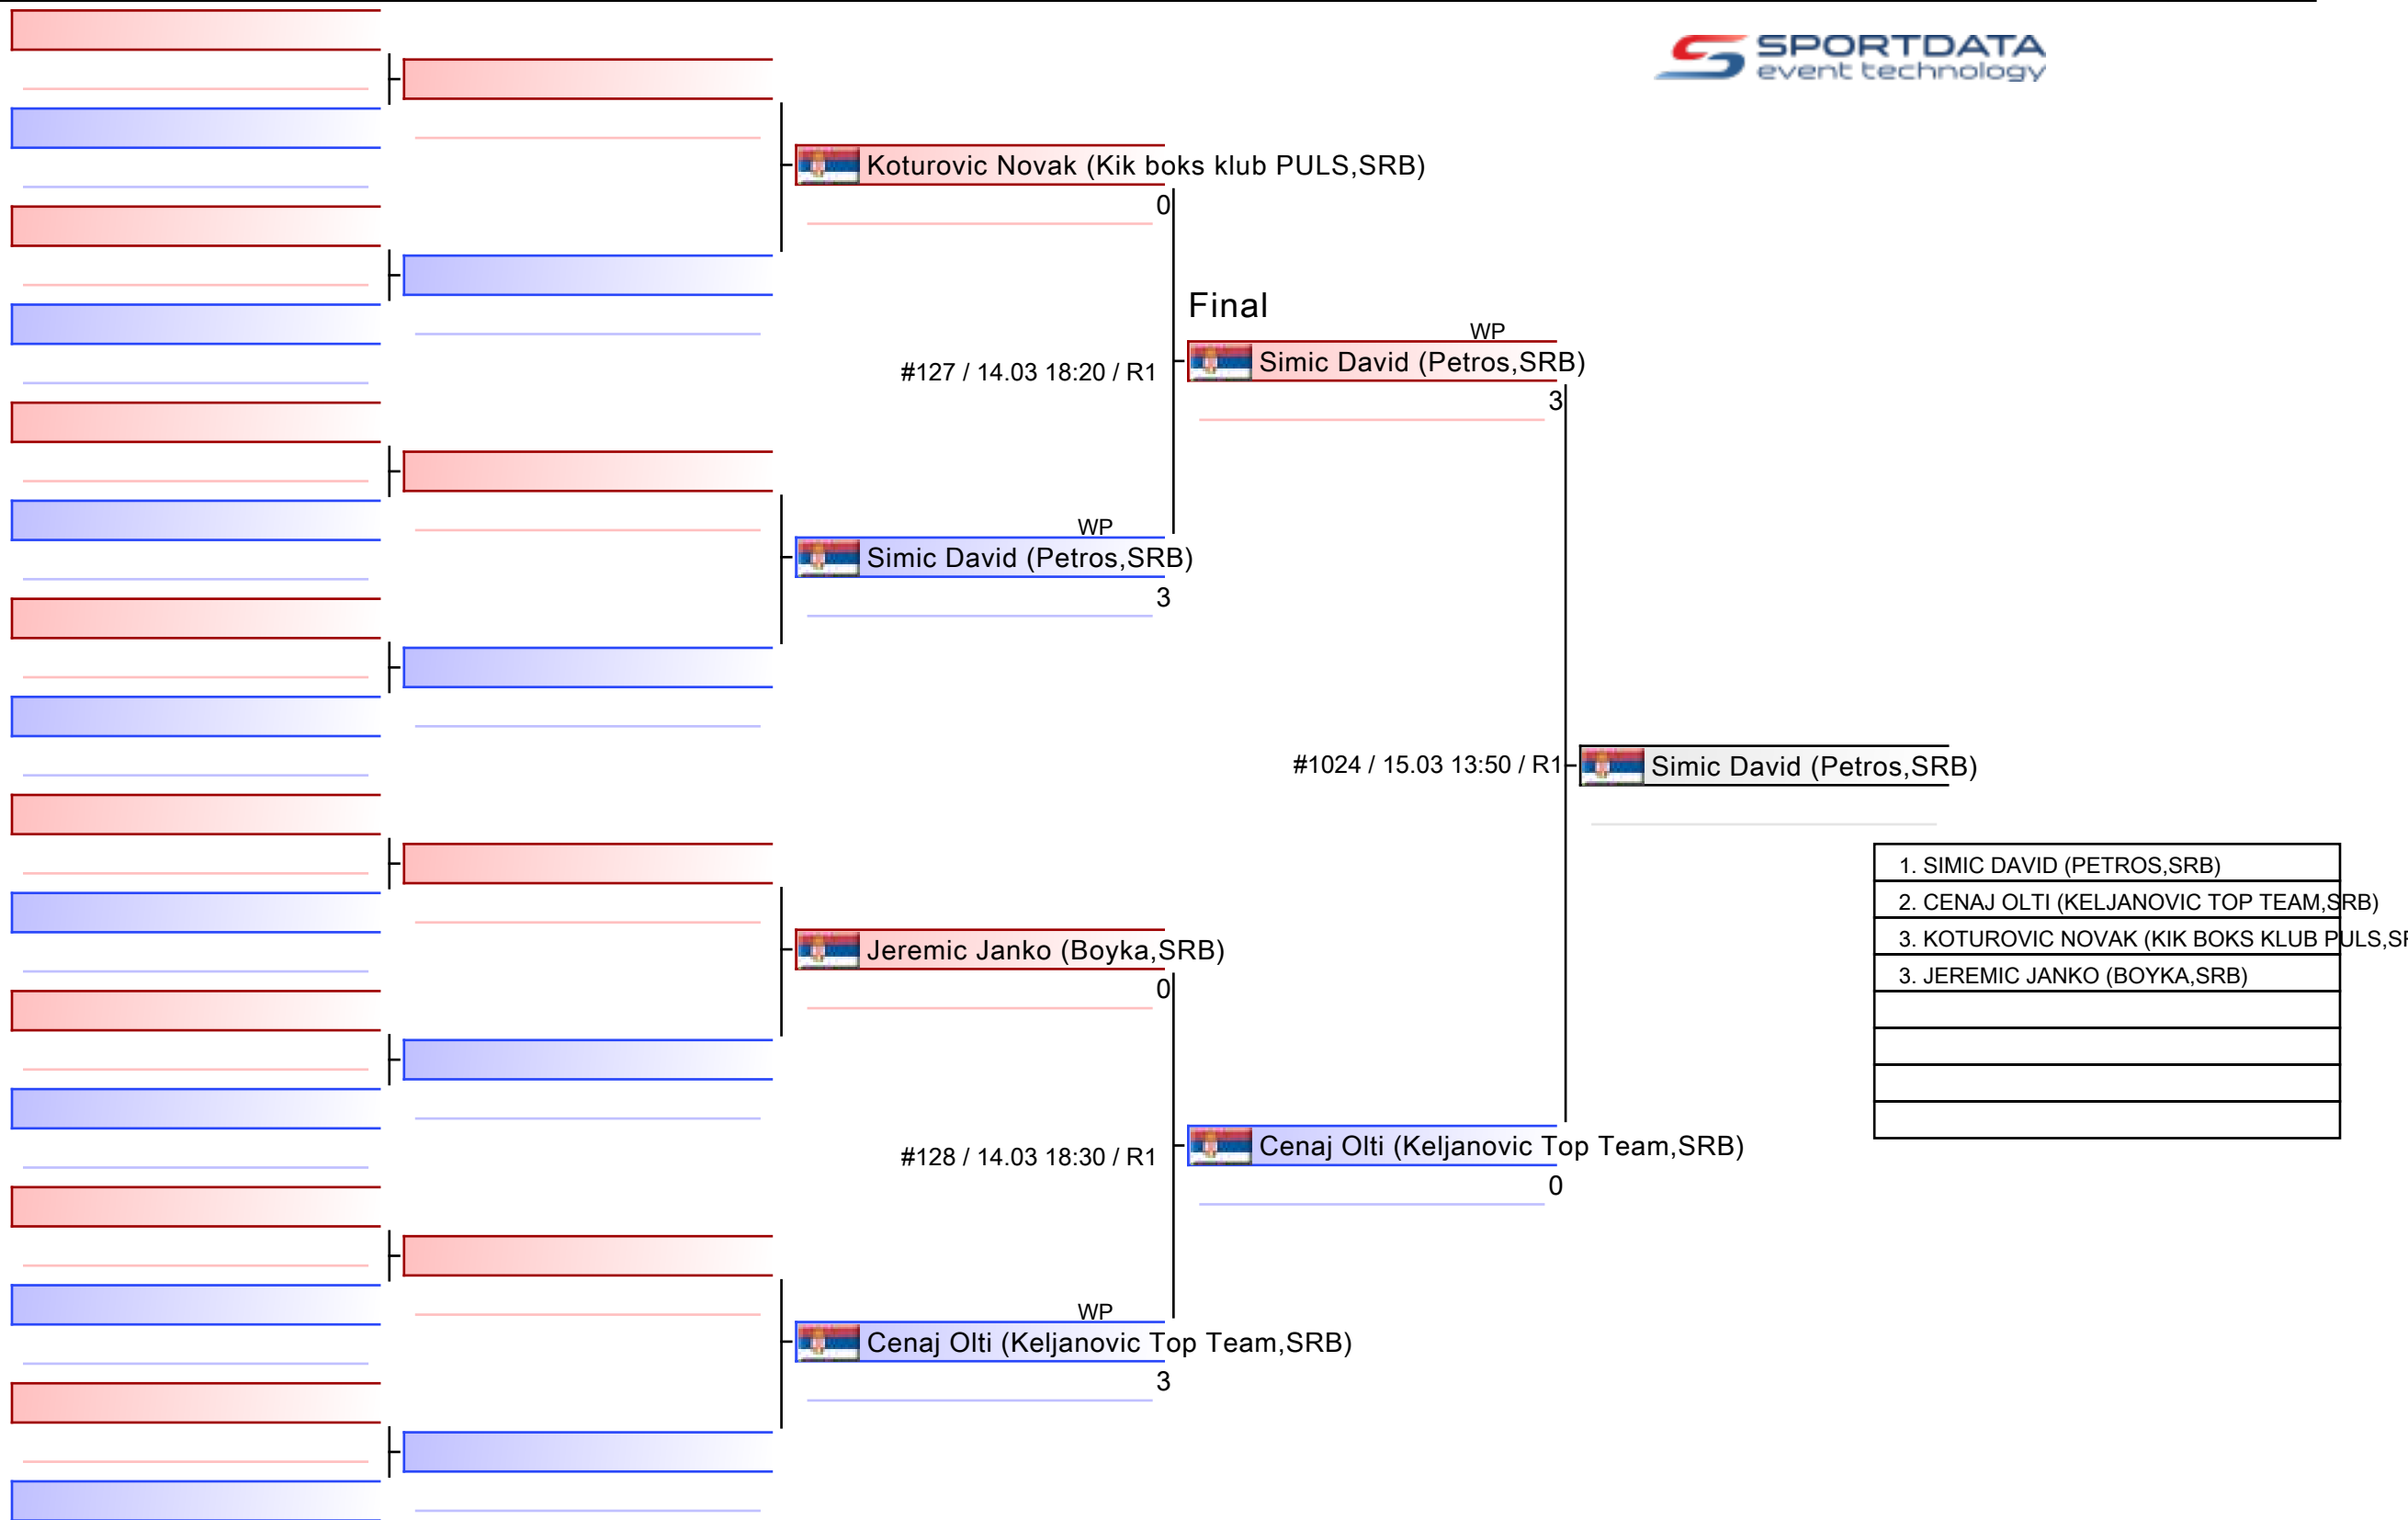 SPORTDATA
event technology
Koturovic Novak (Kik boks klub PULS,SRB)
0
Final
WP
#127 / 14.03 18:20 / R1
Simic David (Petros,SRB)
3
WP
Simic David (Petros,SRB)
3
#1024 / 15.03 13:50 / R1
Simic David (Petros,SRB)
1. SIMIC DAVID (PETROS,SRB)
2. CENAJ OLTI (KELJANOVIC TOP TEAM,SRB)
3. KOTUROVIC NOVAK (KIK BOKS KLUB PULS,SR
3. JEREMIC JANKO (BOYKA,SRB)
Jeremic Janko (Boyka,SRB)
0
#128 / 14.03 18:30 / R1
Cenaj Olti (Keljanovic Top Team,SRB)
0
WP
Cenaj Olti (Keljanovic Top Team,SRB)
3